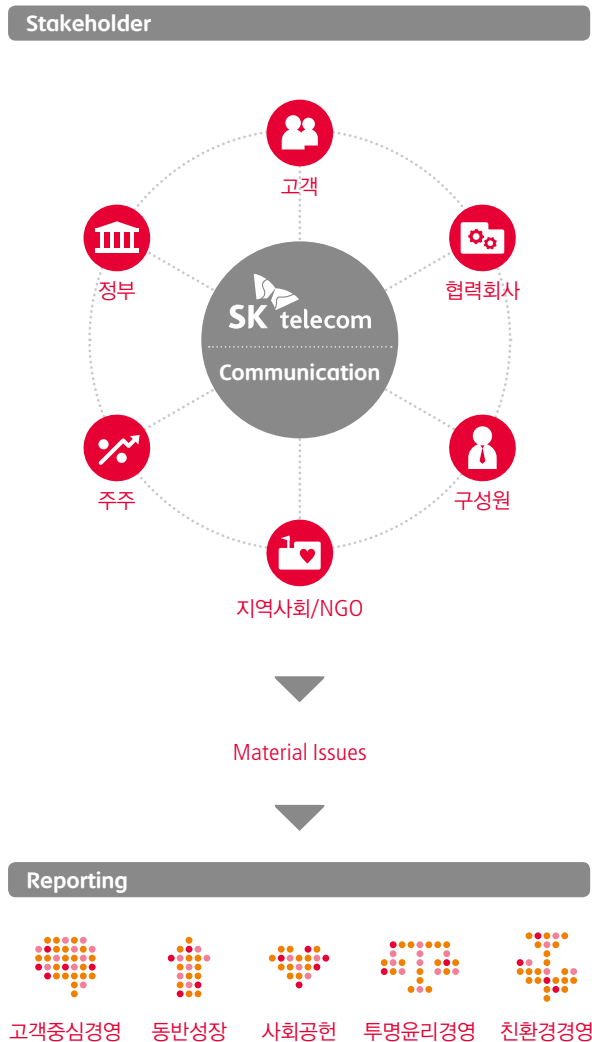 Stakeholder
고객
정부
협력회사
SK telecom
Communication
주주
구성원
지역사회/NGO
Material Issues
Reporting
고객중심경영 동반성장 사회공헌 투명윤리경영 친환경경영